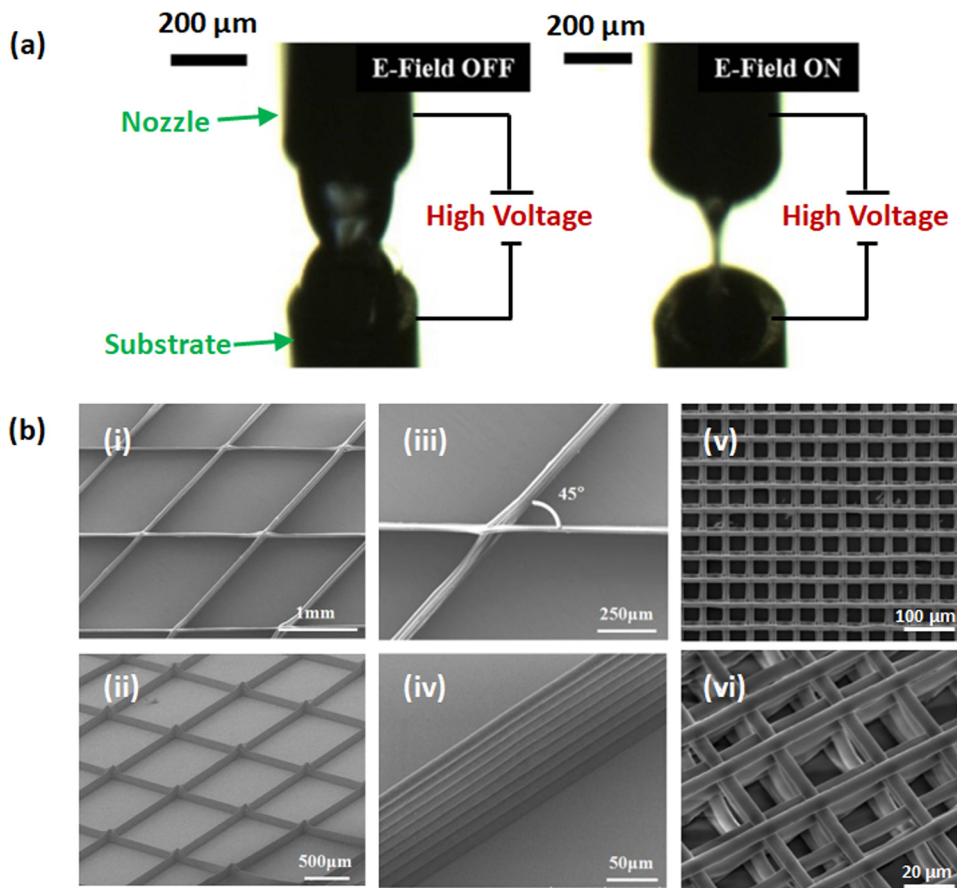 (a)
200 µm
E-Field OFF
Nozzle
High Voltage
Substrate
200 µm
E-Field ON
High Voltage
(b)
(i)
1mm
(iii)
45°
250µm
(v)
100 µm
(ii)
500µm
(iv)
50µm
(vi)
20 µm